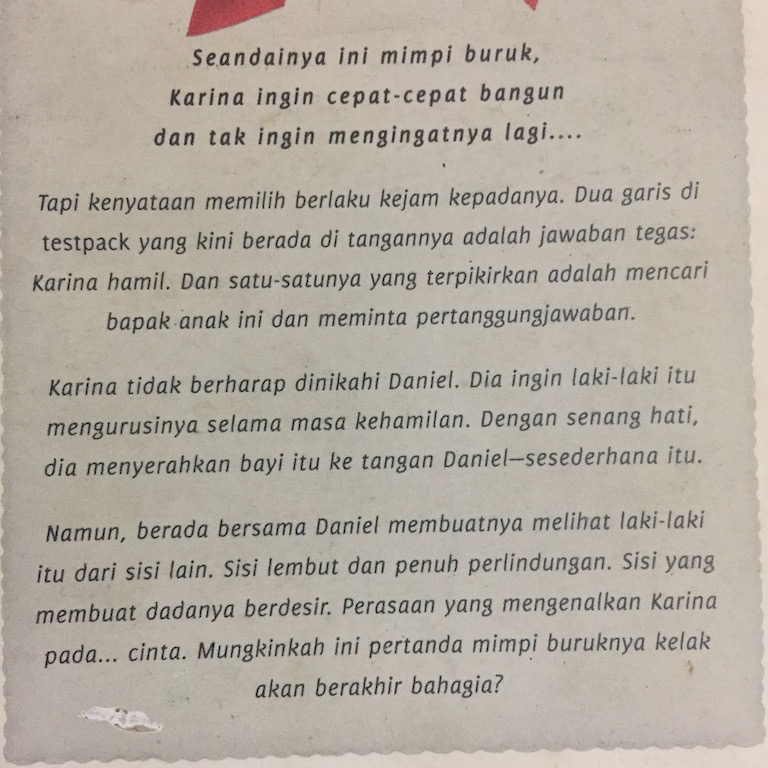 Seandainya ini mimpi buruk,
Karina ingin cepat-cepat bangun
dan tak ingin mengingatnya lagi....
Tapi kenyataan memilih berlaku kejam kepadanya. Dua garis di
testpack yang kini berada di tangannya adalah jawaban tegas:
Karina hamil. Dan satu-satunya yang terpikirkan adalah mencari
bapak anak ini dan meminta pertanggungjawaban.
Karina tidak berharap dinikahi Daniel. Dia ingin laki-laki itu
mengurusinya selama masa kehamilan. Dengan senang hati,
dia menyerahkan bayi itu ke tangan Daniel—sesederhana itu.
Namun, berada bersama Daniel membuatnya melihat laki-laki
itu dari sisi lain. Sisi lembut dan penuh perlindungan. Sisi yang
membuat dadanya berdesir. Perasaan yang mengenalkan Karina
pada... cinta. Mungkinkah ini pertanda mimpi buruknya kelak
akan berakhir bahagia?